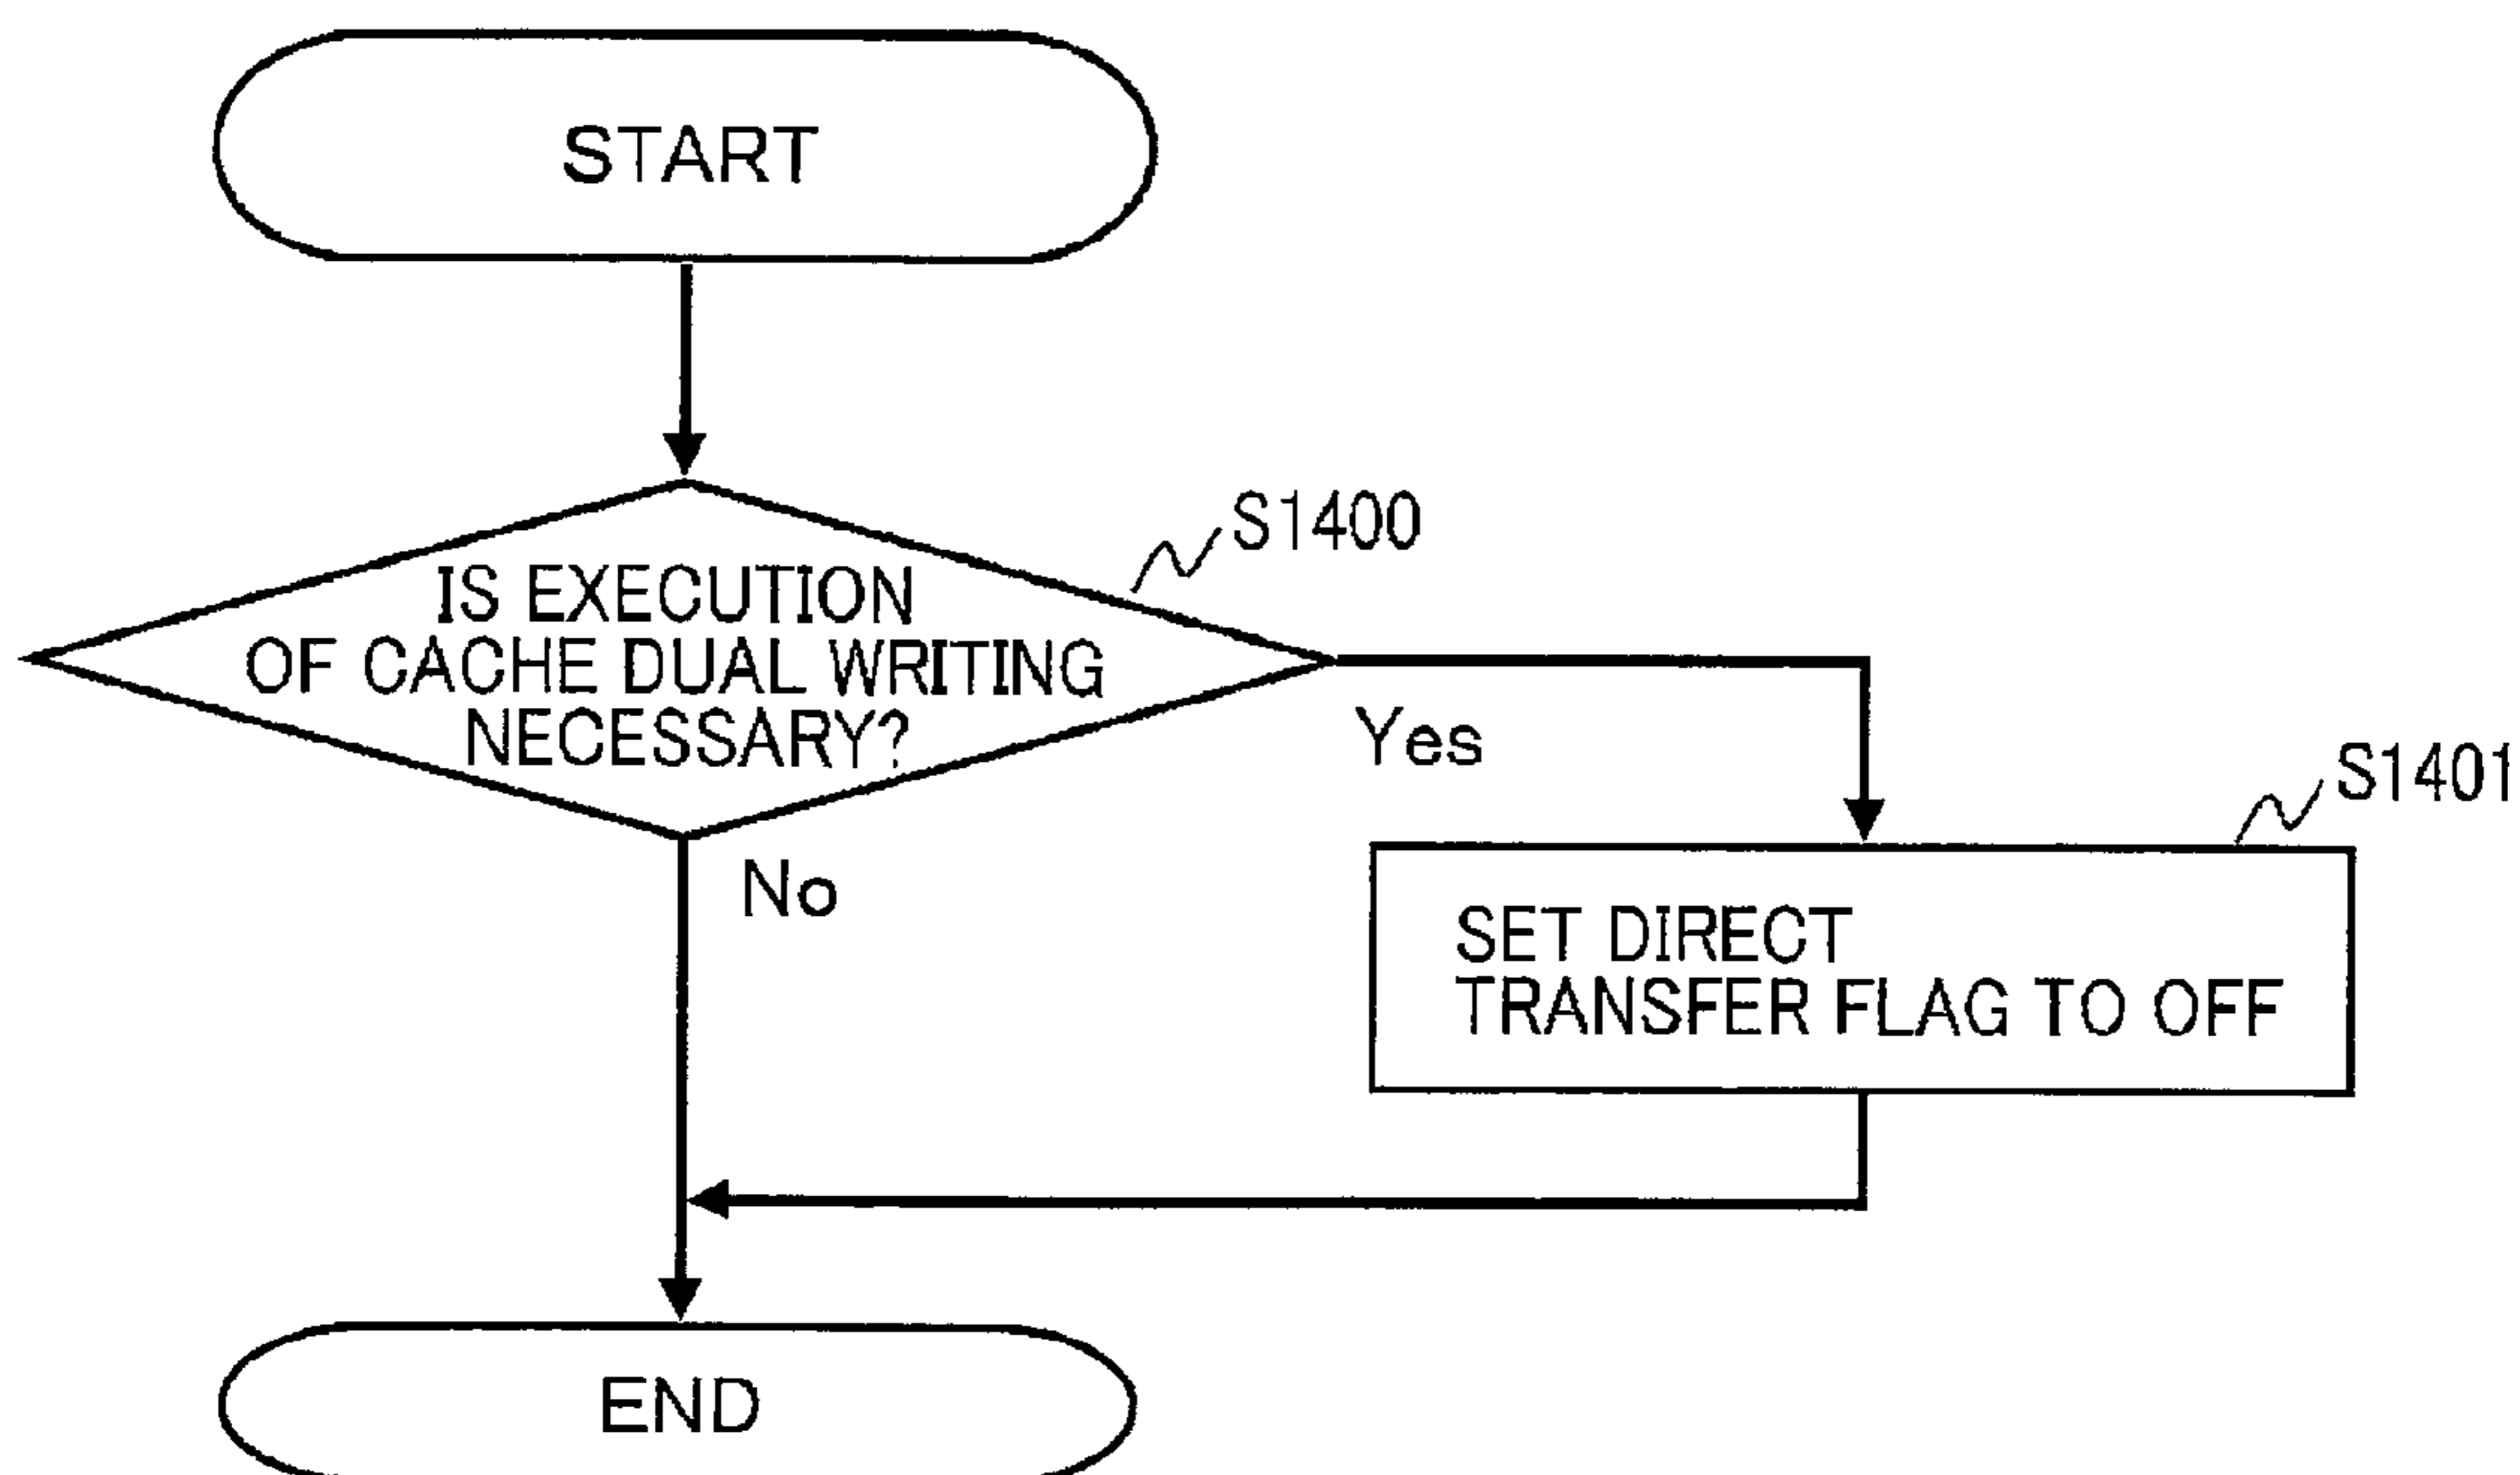 START
S1400
IS EXECUTION
OF CACHE DUAL WRITING
NECESSARY?
Yes
S1401
No
SET DIRECT
TRANSFER FLAG TO OFF
END